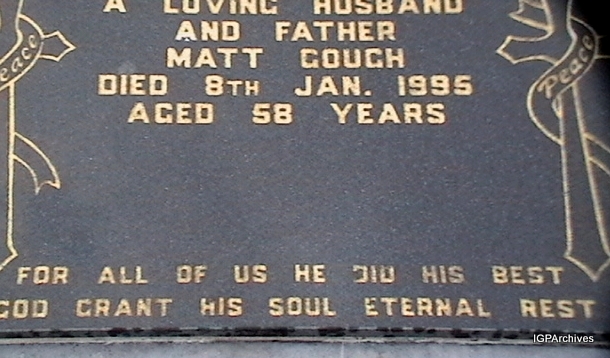 A LOVING HUSBAND
AND FATHER
MATT GOUGH
DIED 8TH JAN. 1995
AGED 58 YEARS
Peace
Peace
FOR ALL OF US HE DID HIS BEST
GOD GRANT HIS SOUL ETERNAL REST
IGPArchives